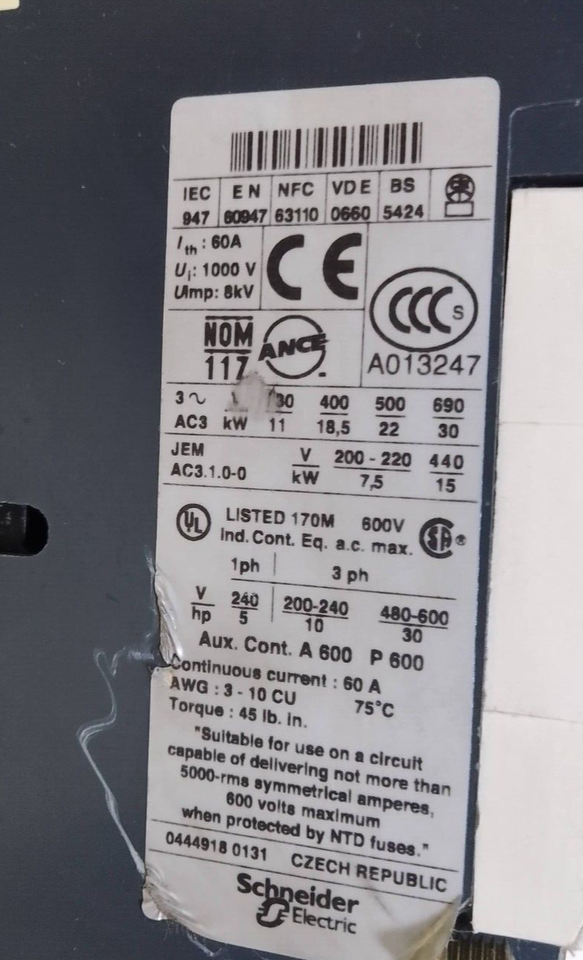 IEC EN NFC VDE BS
947 60947 63110 0660 5424
Ith : 60A
Ui : 1000 V
UImp: 8kV
CE
CCC S
A013247
NOM
117
ANCE
3 ~ 400 500 690
AC3 kW 11 18,5 22 30
JEM V 200 - 220 440
AC3.1.0-0 kW 7,5 15
UL LISTED 170M 600V
Ind. Cont. Eq. a.c. max.
1ph 3 ph
V 240 200-240 480-600
hp 5 10 30
Aux. Cont. A 600 P 600
Continuous current : 60 A
AWG : 3 - 10 CU 75°C
Torque : 45 lb. in.
"Suitable for use on a circuit
capable of delivering not more than
5000-rms symmetrical amperes,
600 volts maximum
when protected by NTD fuses."
0444918 0131 CZECH REPUBLIC
Schneider
Electric